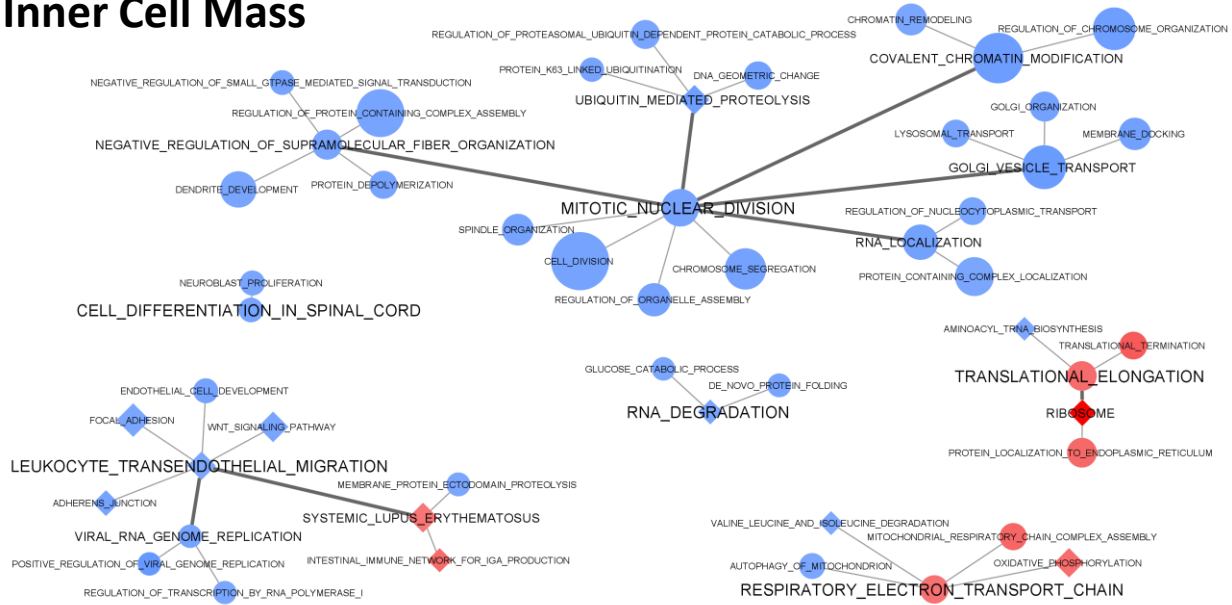 Inner Cell Mass
CHROMATIN_REMODELING
REGULATION_OF_CHROMOSOME_ORGANIZATION
REGULATION_OF_PROTEASOMAL_UBIQUITIN_DEPENDENT_PROTEIN_CATABOLIC_PROCESS
COVALENT_CHROMATIN_MODIFICATION
PROTEIN_K63_LINKED_UBIQUITINATION
DNA_GEOMETRIC_CHANGE
NEGATIVE_REGULATION_OF_SMALL_GTPASE_MEDIATED_SIGNAL_TRANSDUCTION
UBIQUITIN_MEDIATED_PROTEOLYSIS
GOLGI_ORGANIZATION
REGULATION_OF_PROTEIN_CONTAINING_COMPLEX_ASSEMBLY
LYSOSOMAL_TRANSPORT
MEMBRANE_DOCKING
NEGATIVE_REGULATION_OF_SUPRAMOLECULAR_FIBER_ORGANIZATION
GOLGI_VESICLE_TRANSPORT
DENDRITE_DEVELOPMENT
PROTEIN_DEPOLYMERIZATION
MITOTIC_NUCLEAR_DIVISION
REGULATION_OF_NUCLEOCYTOPLASMIC_TRANSPORT
SPINDLE_ORGANIZATION
RNA_LOCALIZATION
CELL_DIVISION
CHROMOSOME_SEGREGATION
PROTEIN_CONTAINING_COMPLEX_LOCALIZATION
NEUROBLAST_PROLIFERATION
REGULATION_OF_ORGANELLE_ASSEMBLY
CELL_DIFFERENTIATION_IN_SPINAL_CORD
AMINOACYL_TRNA_BIOSYNTHESIS
TRANSLATIONAL_TERMINATION
GLUCOSE_CATABOLIC_PROCESS
TRANSLATIONAL_ELONGATION
DE_NOVO_PROTEIN_FOLDING
ENDOTHELIAL_CELL_DEVELOPMENT
RNA_DEGRADATION
RIBOSOME
FOCAL_ADHESION
WNT_SIGNALING_PATHWAY
PROTEIN_LOCALIZATION_TO_ENDOPLASMIC_RETICULUM
LEUKOCYTE_TRANSENDOTHELIAL_MIGRATION
MEMBRANE_PROTEIN_ECTODOMAIN_PROTEOLYSIS
ADHERENS_JUNCTION
SYSTEMIC_LUPUS_ERYTHEMATOSUS
VALINE_LEUCINE_AND_ISOLEUCINE_DEGRADATION
VIRAL_RNA_GENOME_REPLICATION
MITOCHONDRIAL_RESPIRATORY_CHAIN_COMPLEX_ASSEMBLY
INTESTINAL_IMMUNE_NETWORK_FOR_IGA_PRODUCTION
POSITIVE_REGULATION_OF_VIRAL_GENOME_REPLICATION
AUTOPHAGY_OF_MITOCHONDRION
OXIDATIVE_PHOSPHORYLATION
REGULATION_OF_TRANSCRIPTION_BY_RNA_POLYMERASE_I
RESPIRATORY_ELECTRON_TRANSPORT_CHAIN